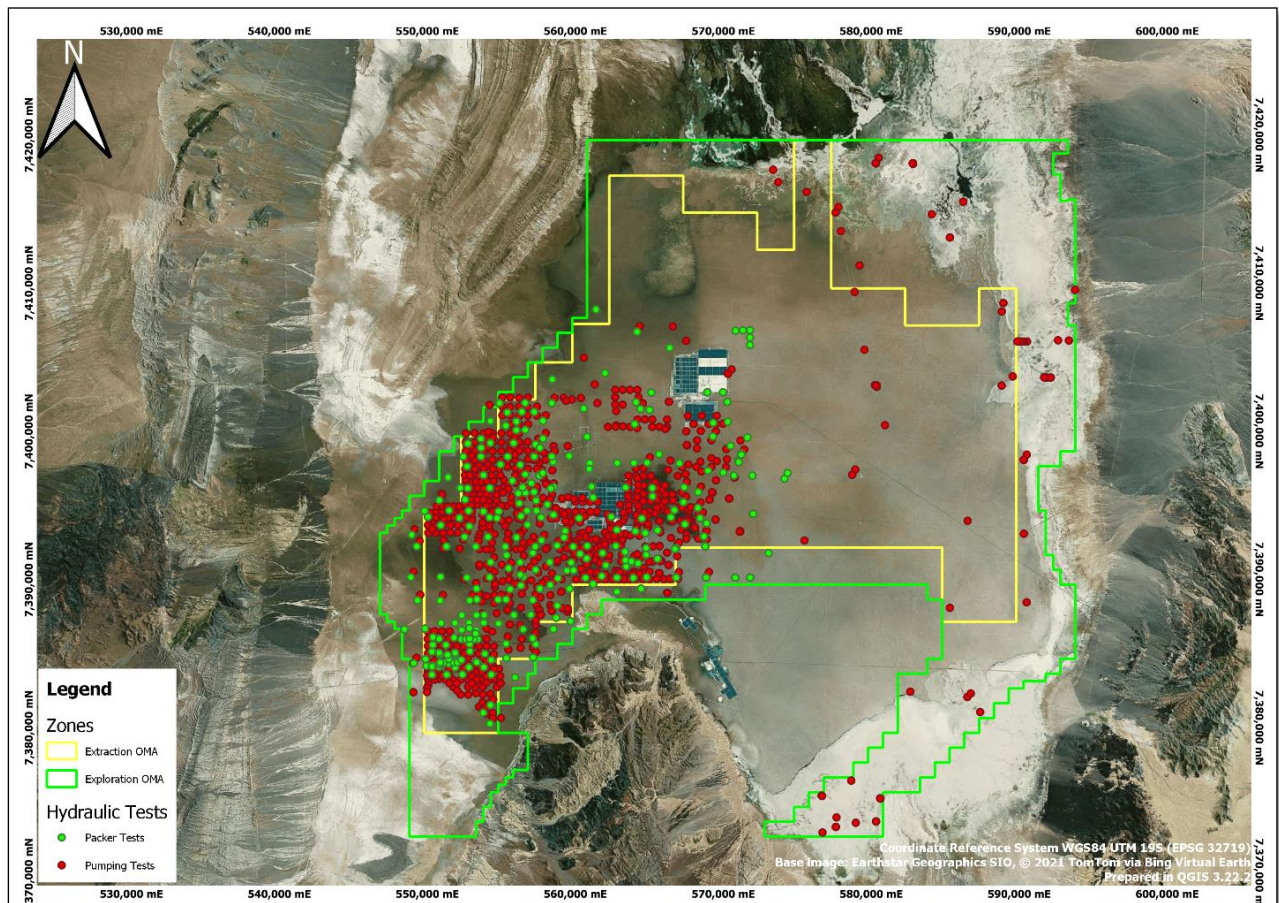 530,000 mE 540,000 mE 550,000 mE 560,000 mE 570,000 mE 580,000 mE 590,000 mE 600,000 mE
N
7,420,000 mN 7,420,000 mN
7,410,000 mN 7,410,000 mN
7,400,000 mN 7,400,000 mN
7,390,000 mN 7,390,000 mN
7,380,000 mN 7,380,000 mN
Legend
Zones
Extraction OMA
Exploration OMA
Hydraulic Tests
Packer Tests
Pumping Tests
Coordinate Reference System WGS84 UTM 19S (EPSG 32719)
Base image: Earthstar Geographics SIO, © 2021 TomTom via Bing Virtual Earth
Prepared in QGIS 3.22.2
370,000 mN 7,370,000 m
530,000 mE 540,000 mE 550,000 mE 560,000 mE 570,000 mE 580,000 mE 590,000 mE 600,000 mE